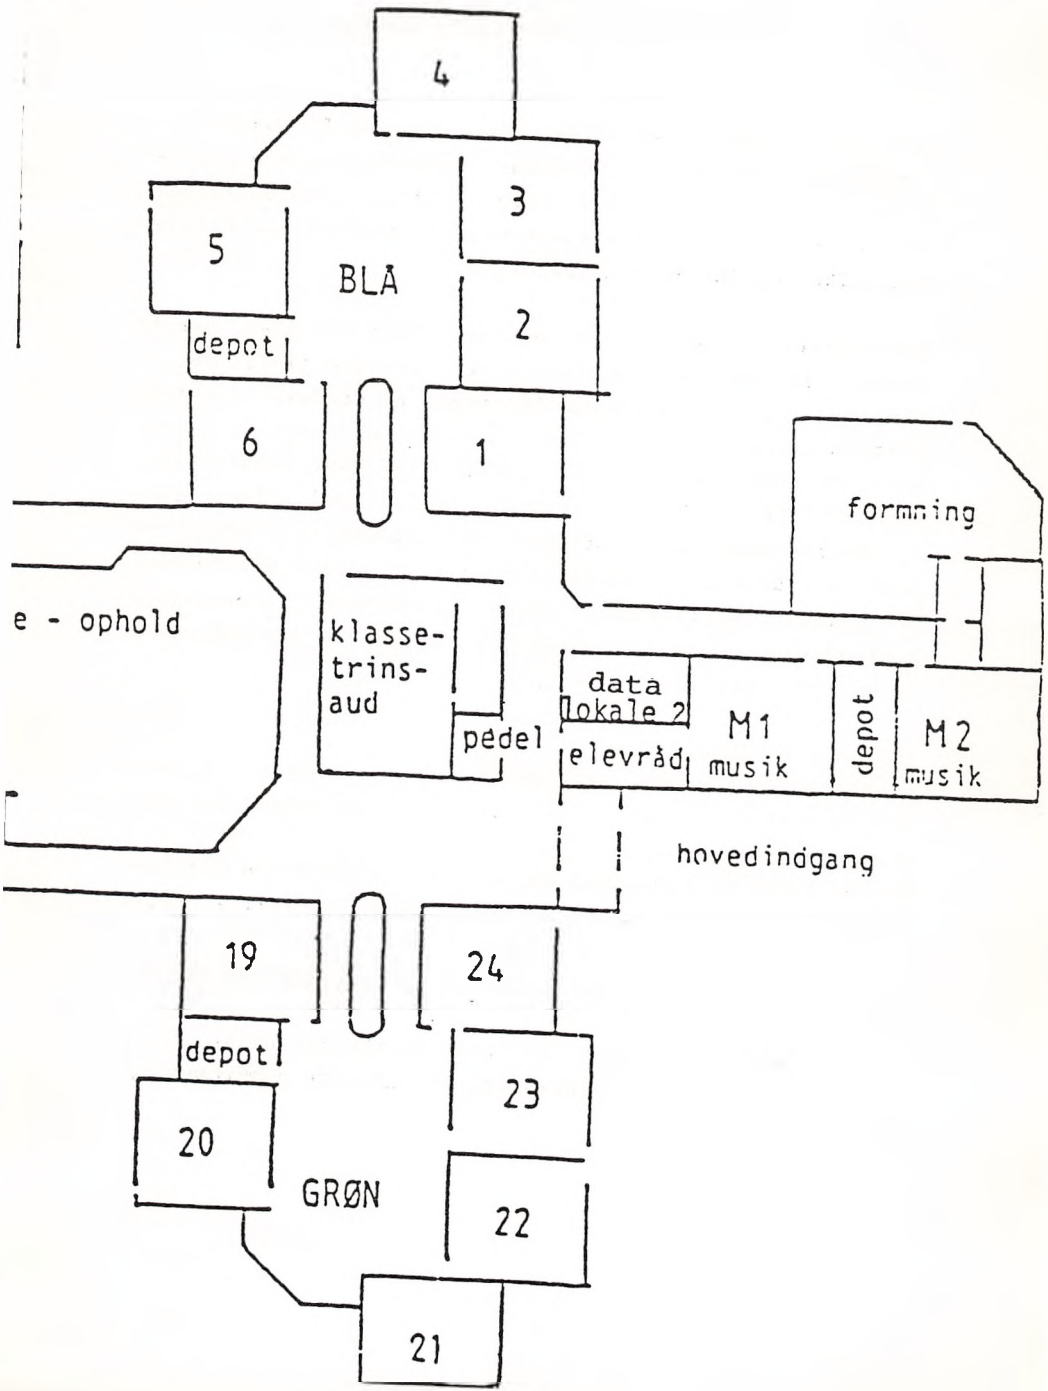 4
3
5
BLÅ
2
depot
6
1
formning
e - ophold
klasse-
trins-
aud
data
lokale 2
M1
musik
depot
M2
musik
pedel
elevråd
hovedindgang
19
24
depot
23
20
GRØN
22
21